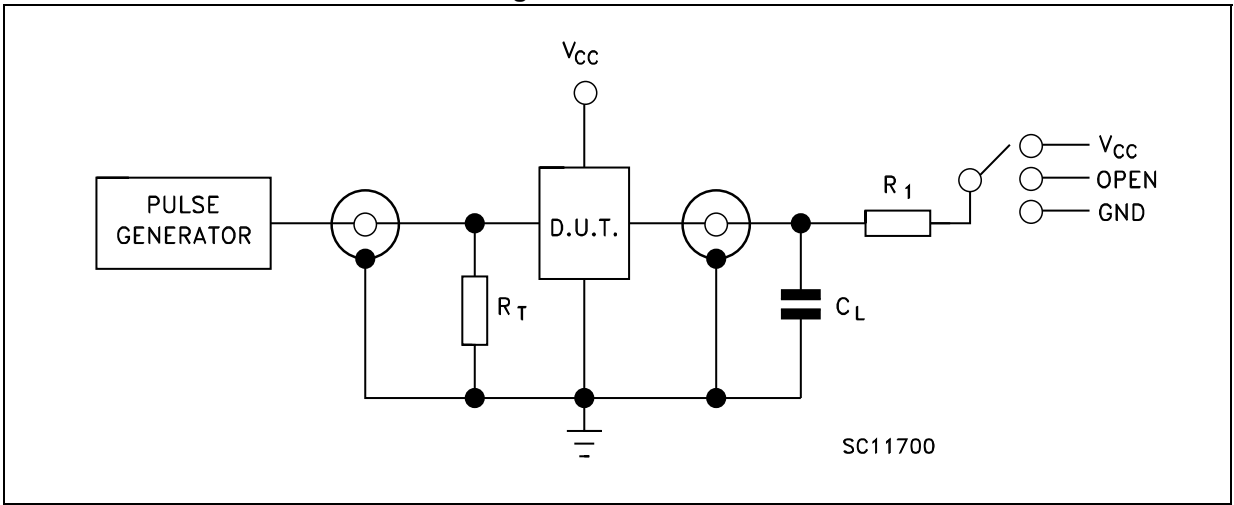 VCC
PULSE
GENERATOR
D.U.T.
RT
CL
R1
VCC
OPEN
GND
SC11700